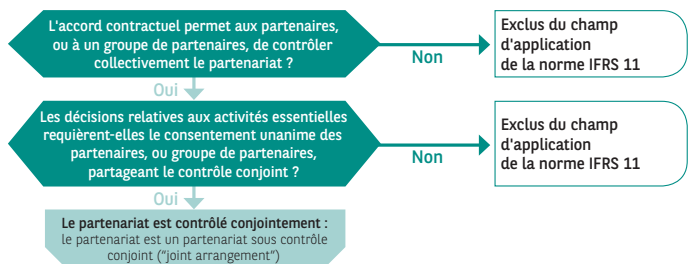 L'accord contractuel permet aux partenaires,
ou à un groupe de partenaires, de contrôler
collectivement le partenariat ?
Non
Exclus du champ
d'application
de la norme IFRS 11
Oui
Les décisions relatives aux activités essentielles
requièrent-elles le consentement unanime des
partenaires, ou groupe de partenaires,
partageant le contrôle conjoint ?
Non
Exclus du champ
d'application
de la norme IFRS 11
Oui
Le partenariat est contrôlé conjointement :
le partenariat est un partenariat sous contrôle
conjoint ("joint arrangement")